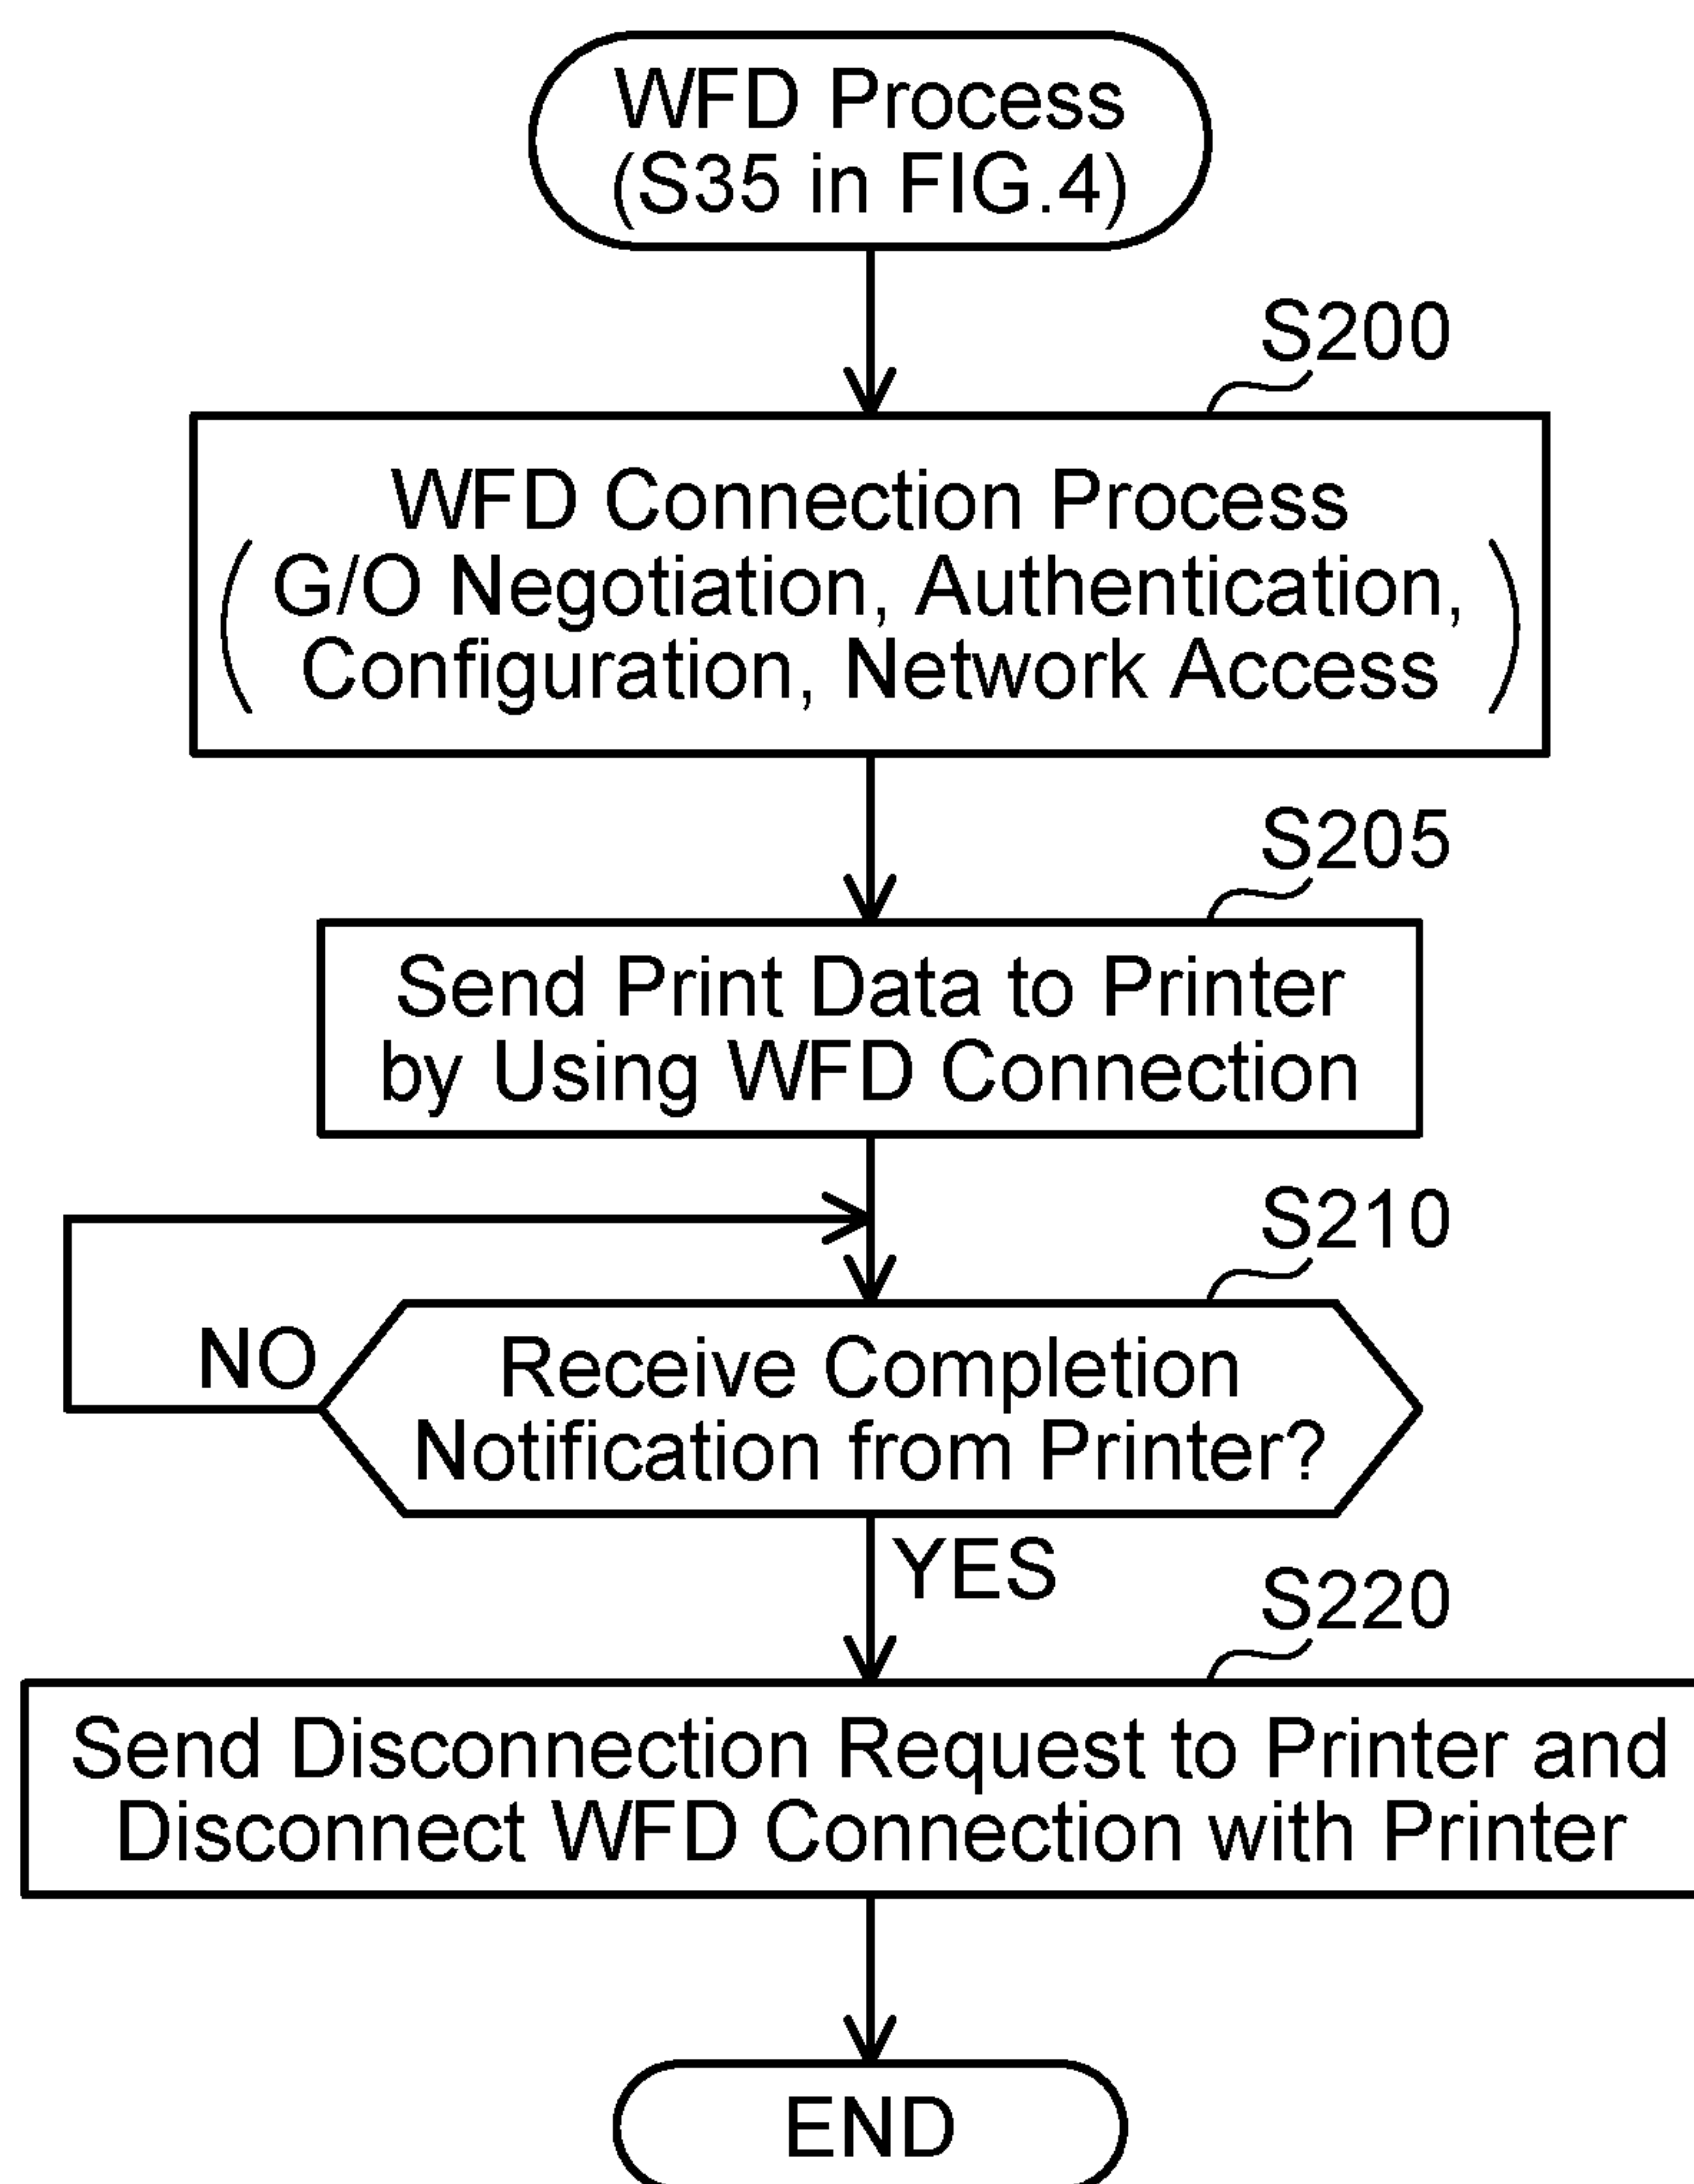 WFD Process
(S35 in FIG.4)
S200
WFD Connection Process
(G/O Negotiation, Authentication,
Configuration, Network Access)
S205
Send Print Data to Printer
by Using WFD Connection
S210
NO
Receive Completion
Notification from Printer?
YES
S220
Send Disconnection Request to Printer and
Disconnect WFD Connection with Printer
END